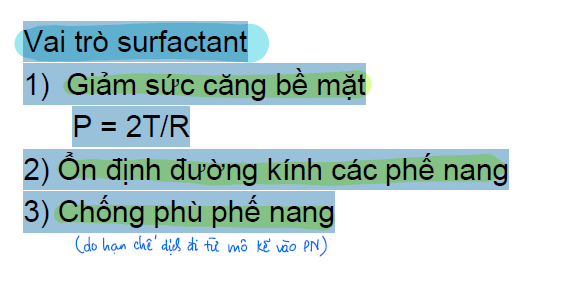 Vai trò surfactant
1) Giảm sức căng bề mặt
P = 2T/R
2) Ổn định đường kính các phế nang
3) Chống phù phế nang
(do hạn chế dịch đi từ mô kẽ vào PN)